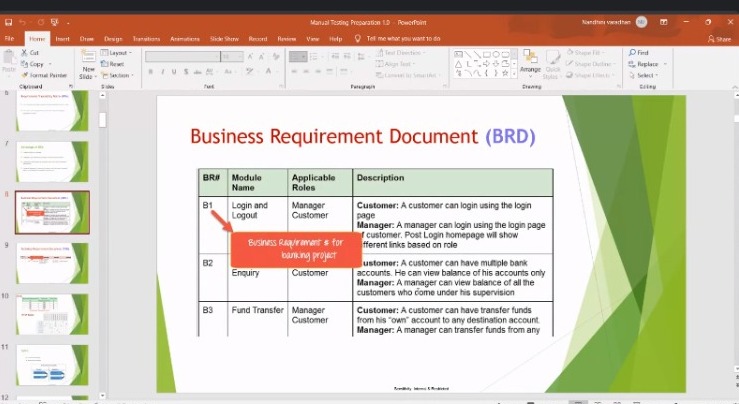 Manual Testing Preparation 1.0 - PowerPoint
Nandhini varadhan
File Home Insert Draw Design Transitions Animations Slide Show Record Review View Help Tell me what you want to do
Share
Cut
Copy
Format Painter
Paste
Clipboard
New
Slide
Layout
Reset
Section
Slides
Font
Text Direction
Align Text
Convert to SmartArt
Paragraph
Arrange Quick
Styles
Shape Fill
Shape Outline
Shape Effects
Drawing
Find
Replace
Select
Editing
7
8
9
10
11
12
Business Requirement Document (BRD)
BR# Module Name Applicable Roles Description
B1 Login and Logout Manager Customer
Customer: A customer can login using the login
page
Manager: A manager can login using the login page
customer. Post Login homepage will show
fferent links based on role
Business Requirement s for
banking project
B2 Enquiry Customer
ustomer: A customer can have multiple bank
accounts. He can view balance of his accounts only
Manager: A manager can view balance of all the
customers who come under his supervision
B3 Fund Transfer Manager Customer
Customer: A customer can have transfer funds
from his "own" account to any destination account.
Manager: A manager can transfer funds from any